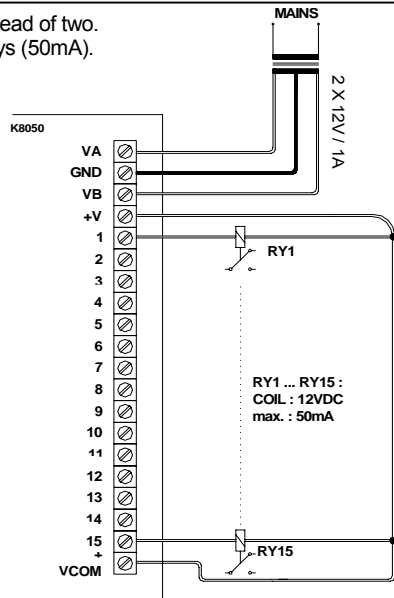 ead of two.
ys (50mA).
MAINS
2 X 12V / 1A
K8050
VA
GND
VB
+V
1
2
3
4
5
6
7
8
9
10
11
12
13
14
15
+
VCOM
RY1
RY1 ... RY15 :
COIL : 12VDC
max. : 50mA
RY15